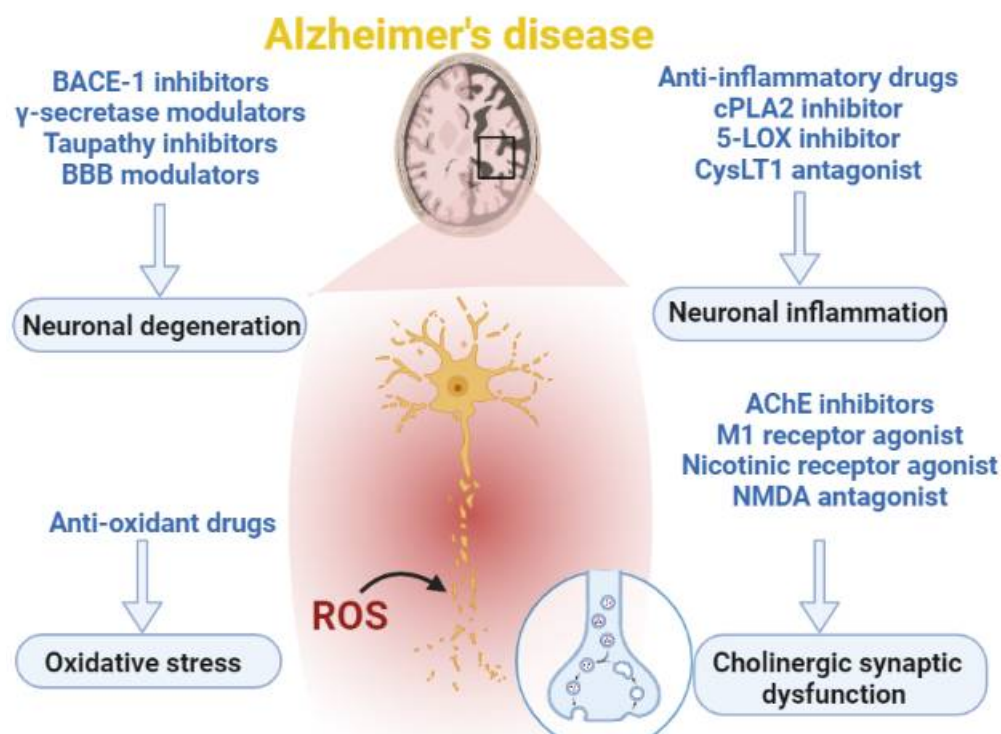 Alzheimer's disease
BACE-1 inhibitors
γ-secretase modulators
Taupathy inhibitors
BBB modulators
Neuronal degeneration
Anti-inflammatory drugs
cPLA2 inhibitor
5-LOX inhibitor
CysLT1 antagonist
Neuronal inflammation
Anti-oxidant drugs
Oxidative stress
ROS
AChE inhibitors
M1 receptor agonist
Nicotinic receptor agonist
NMDA antagonist
Cholinergic synaptic
dysfunction